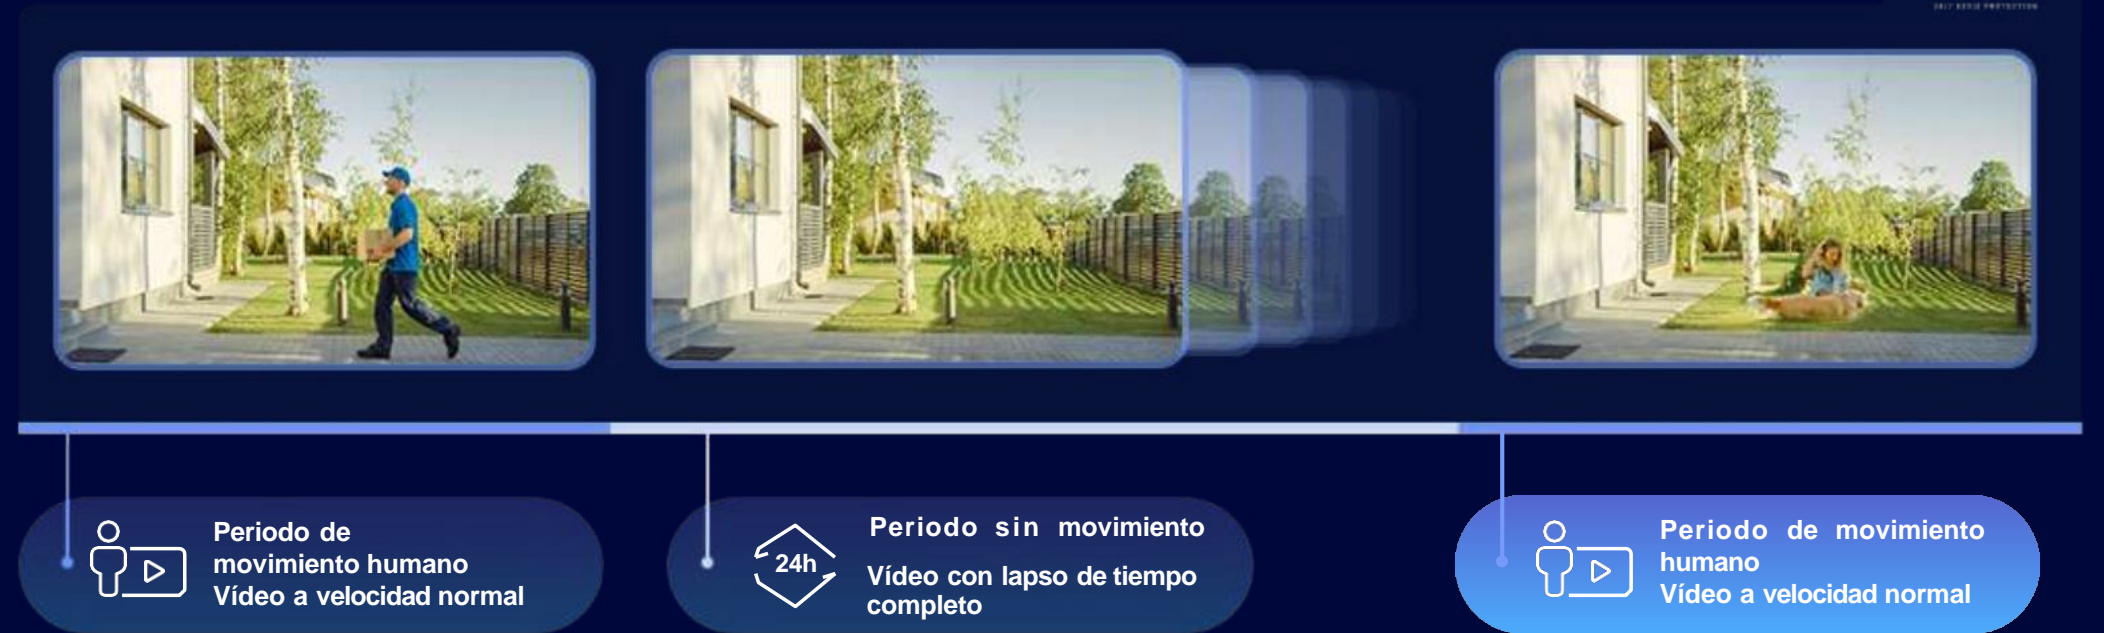 Periodo de
movimiento humano
Vídeo a velocidad normal
24h
Periodo sin movimiento
Vídeo con lapso de tiempo
completo
Periodo de movimiento
humano
Vídeo a velocidad normal